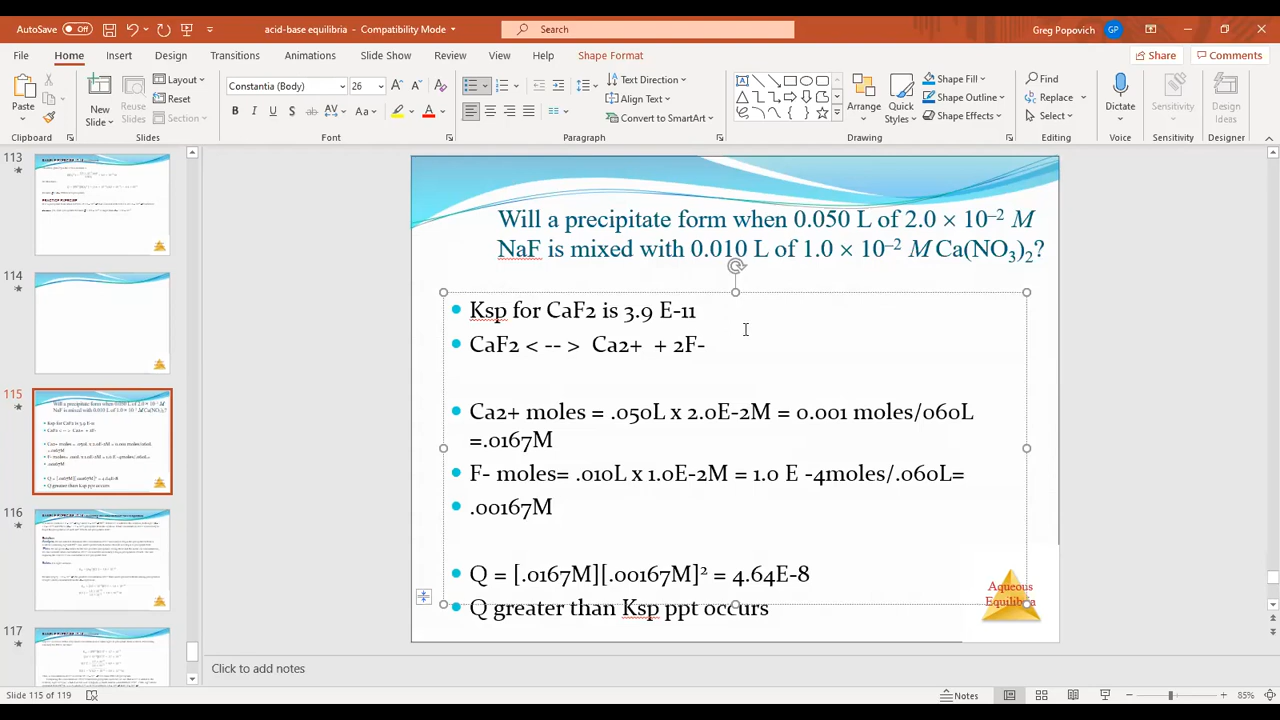 AutoSave Off acid-base equilibria - Compatibility Mode Search Greg Popovich GP
File Home Insert Draw Design Transitions Animations Slide Show Review View Help Shape Format Share Comments
Paste
Clipboard
New Slide
Reuse Slides
Layout
Reset
Section
Slides
Constantia (Body) 26
B I U S ab AV Aa A
Font
Text Direction
Align Text
Convert to SmartArt
Paragraph
Arrange
Quick Styles
Shape Fill
Shape Outline
Shape Effects
Drawing
Find
Replace
Select
Editing
Dictate
Voice
Sensitivity
Sensitivity
Design Ideas
Designer
113
114
115
116
117
Will a precipitate form when 0.050 L of 2.0 × 10⁻² M
NaF is mixed with 0.010 L of 1.0 × 10⁻² M Ca(NO₃)₂?
Ksp for CaF2 is 3.9 E-11
CaF2 < -- > Ca2+ + 2F-
Ca2+ moles = .050L x 2.0E-2M = 0.001 moles/060L
=.0167M
F- moles= .010L x 1.0E-2M = 1.0 E -4moles/.060L=
.00167M
Q = [.0167M][.00167M]² = 4.64E-8
Q greater than Ksp ppt occurs
Aqueous
Equilibria
Click to add notes
Slide 115 of 119 Notes 85%